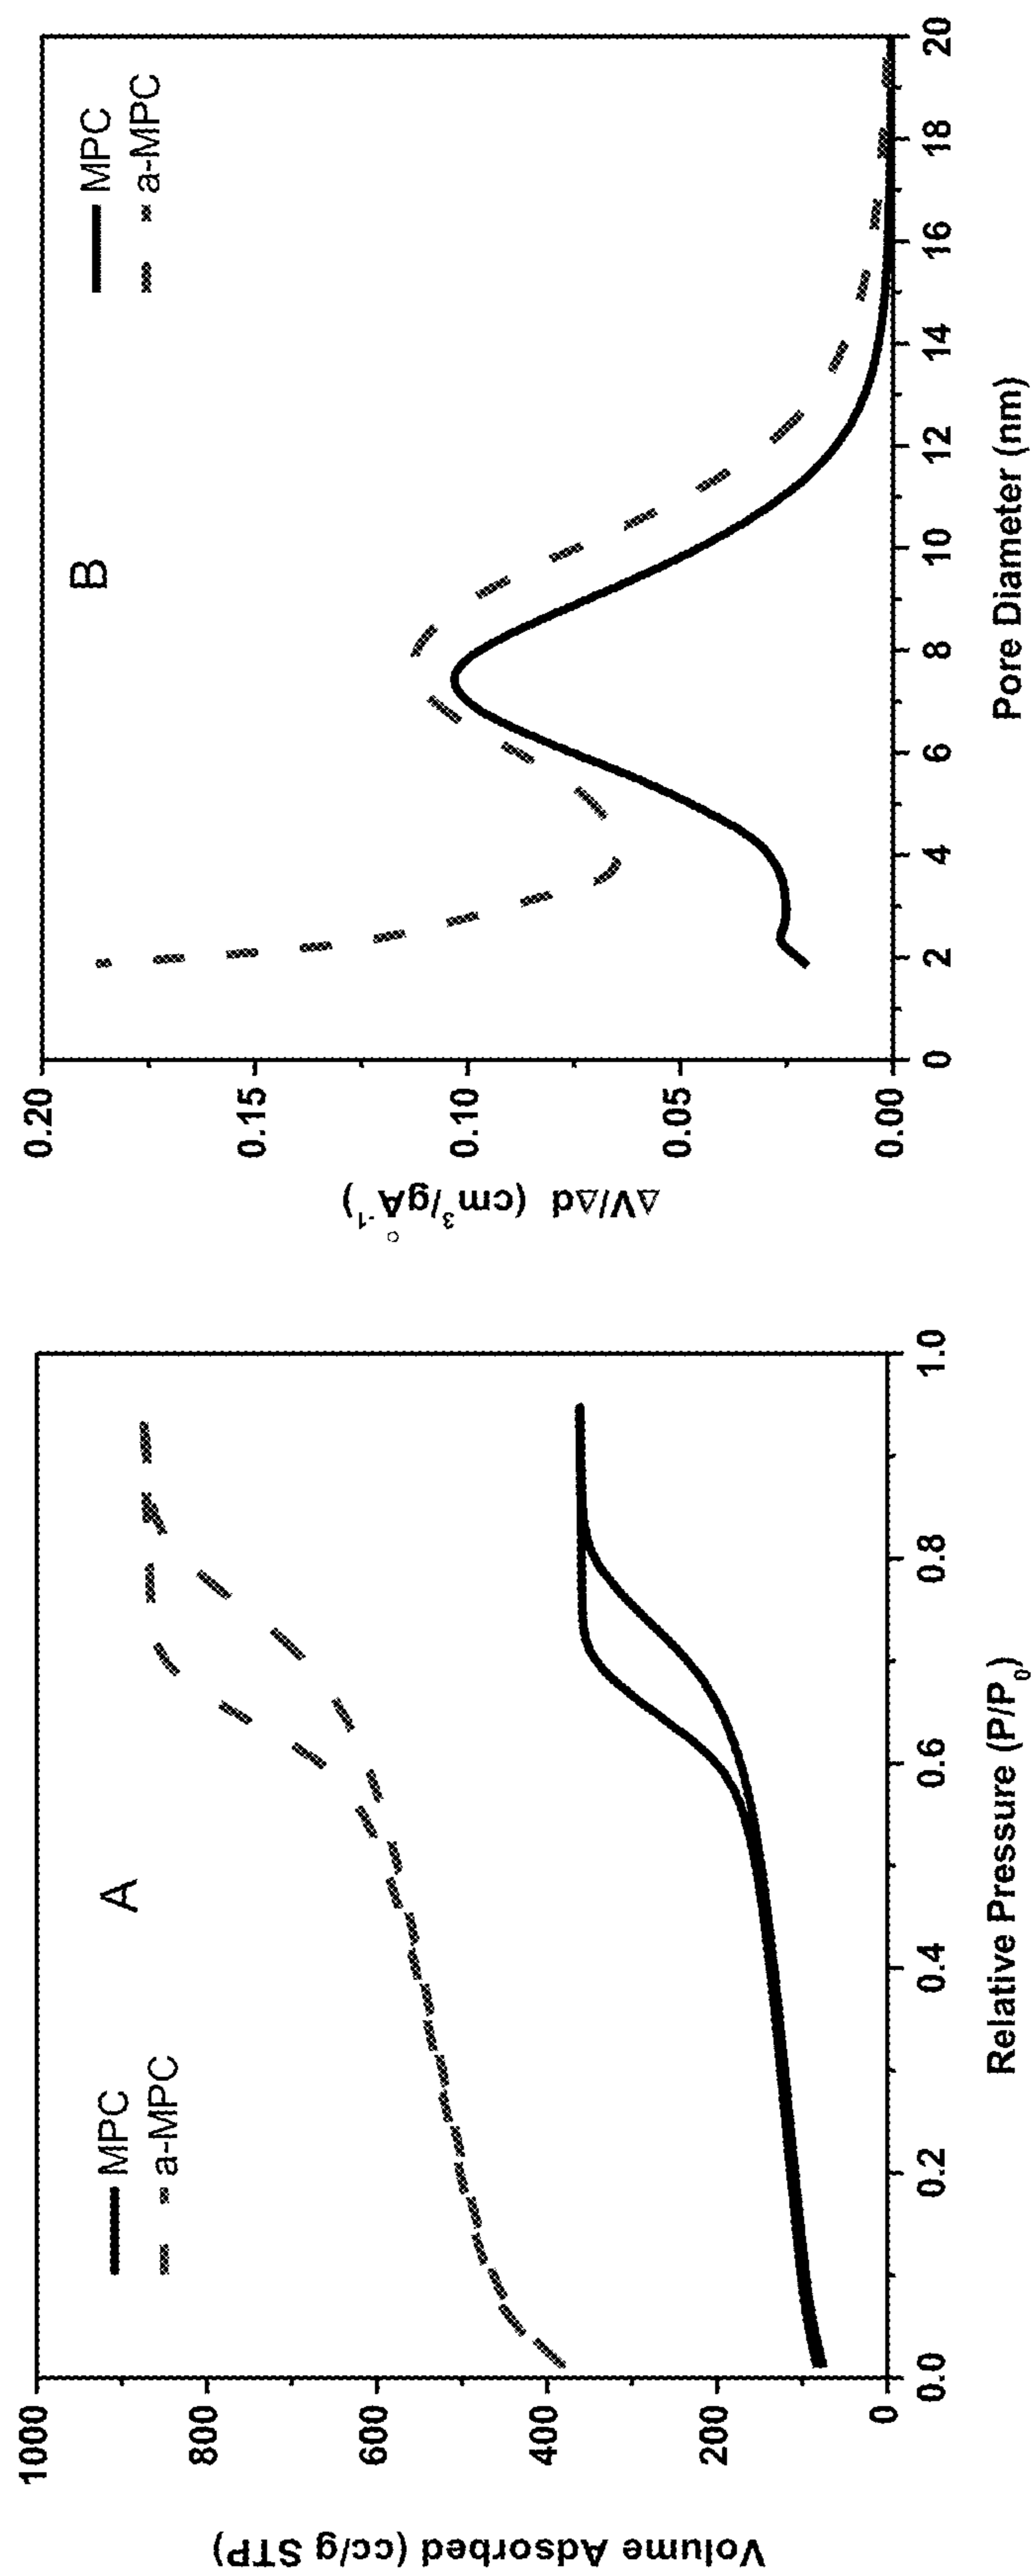 A
MPC
a-MPC
1000
800
600
400
200
0
Volume Adsorbed (cc/g STP)
0.0
0.2
0.4
0.6
0.8
1.0
Relative Pressure (P/P₀)
B
MPC
a-MPC
0.20
0.15
0.10
0.05
0.00
ΔV/Δd (cm³/gA°⁻¹)
0
2
4
6
8
10
12
14
16
18
20
Pore Diameter (nm)